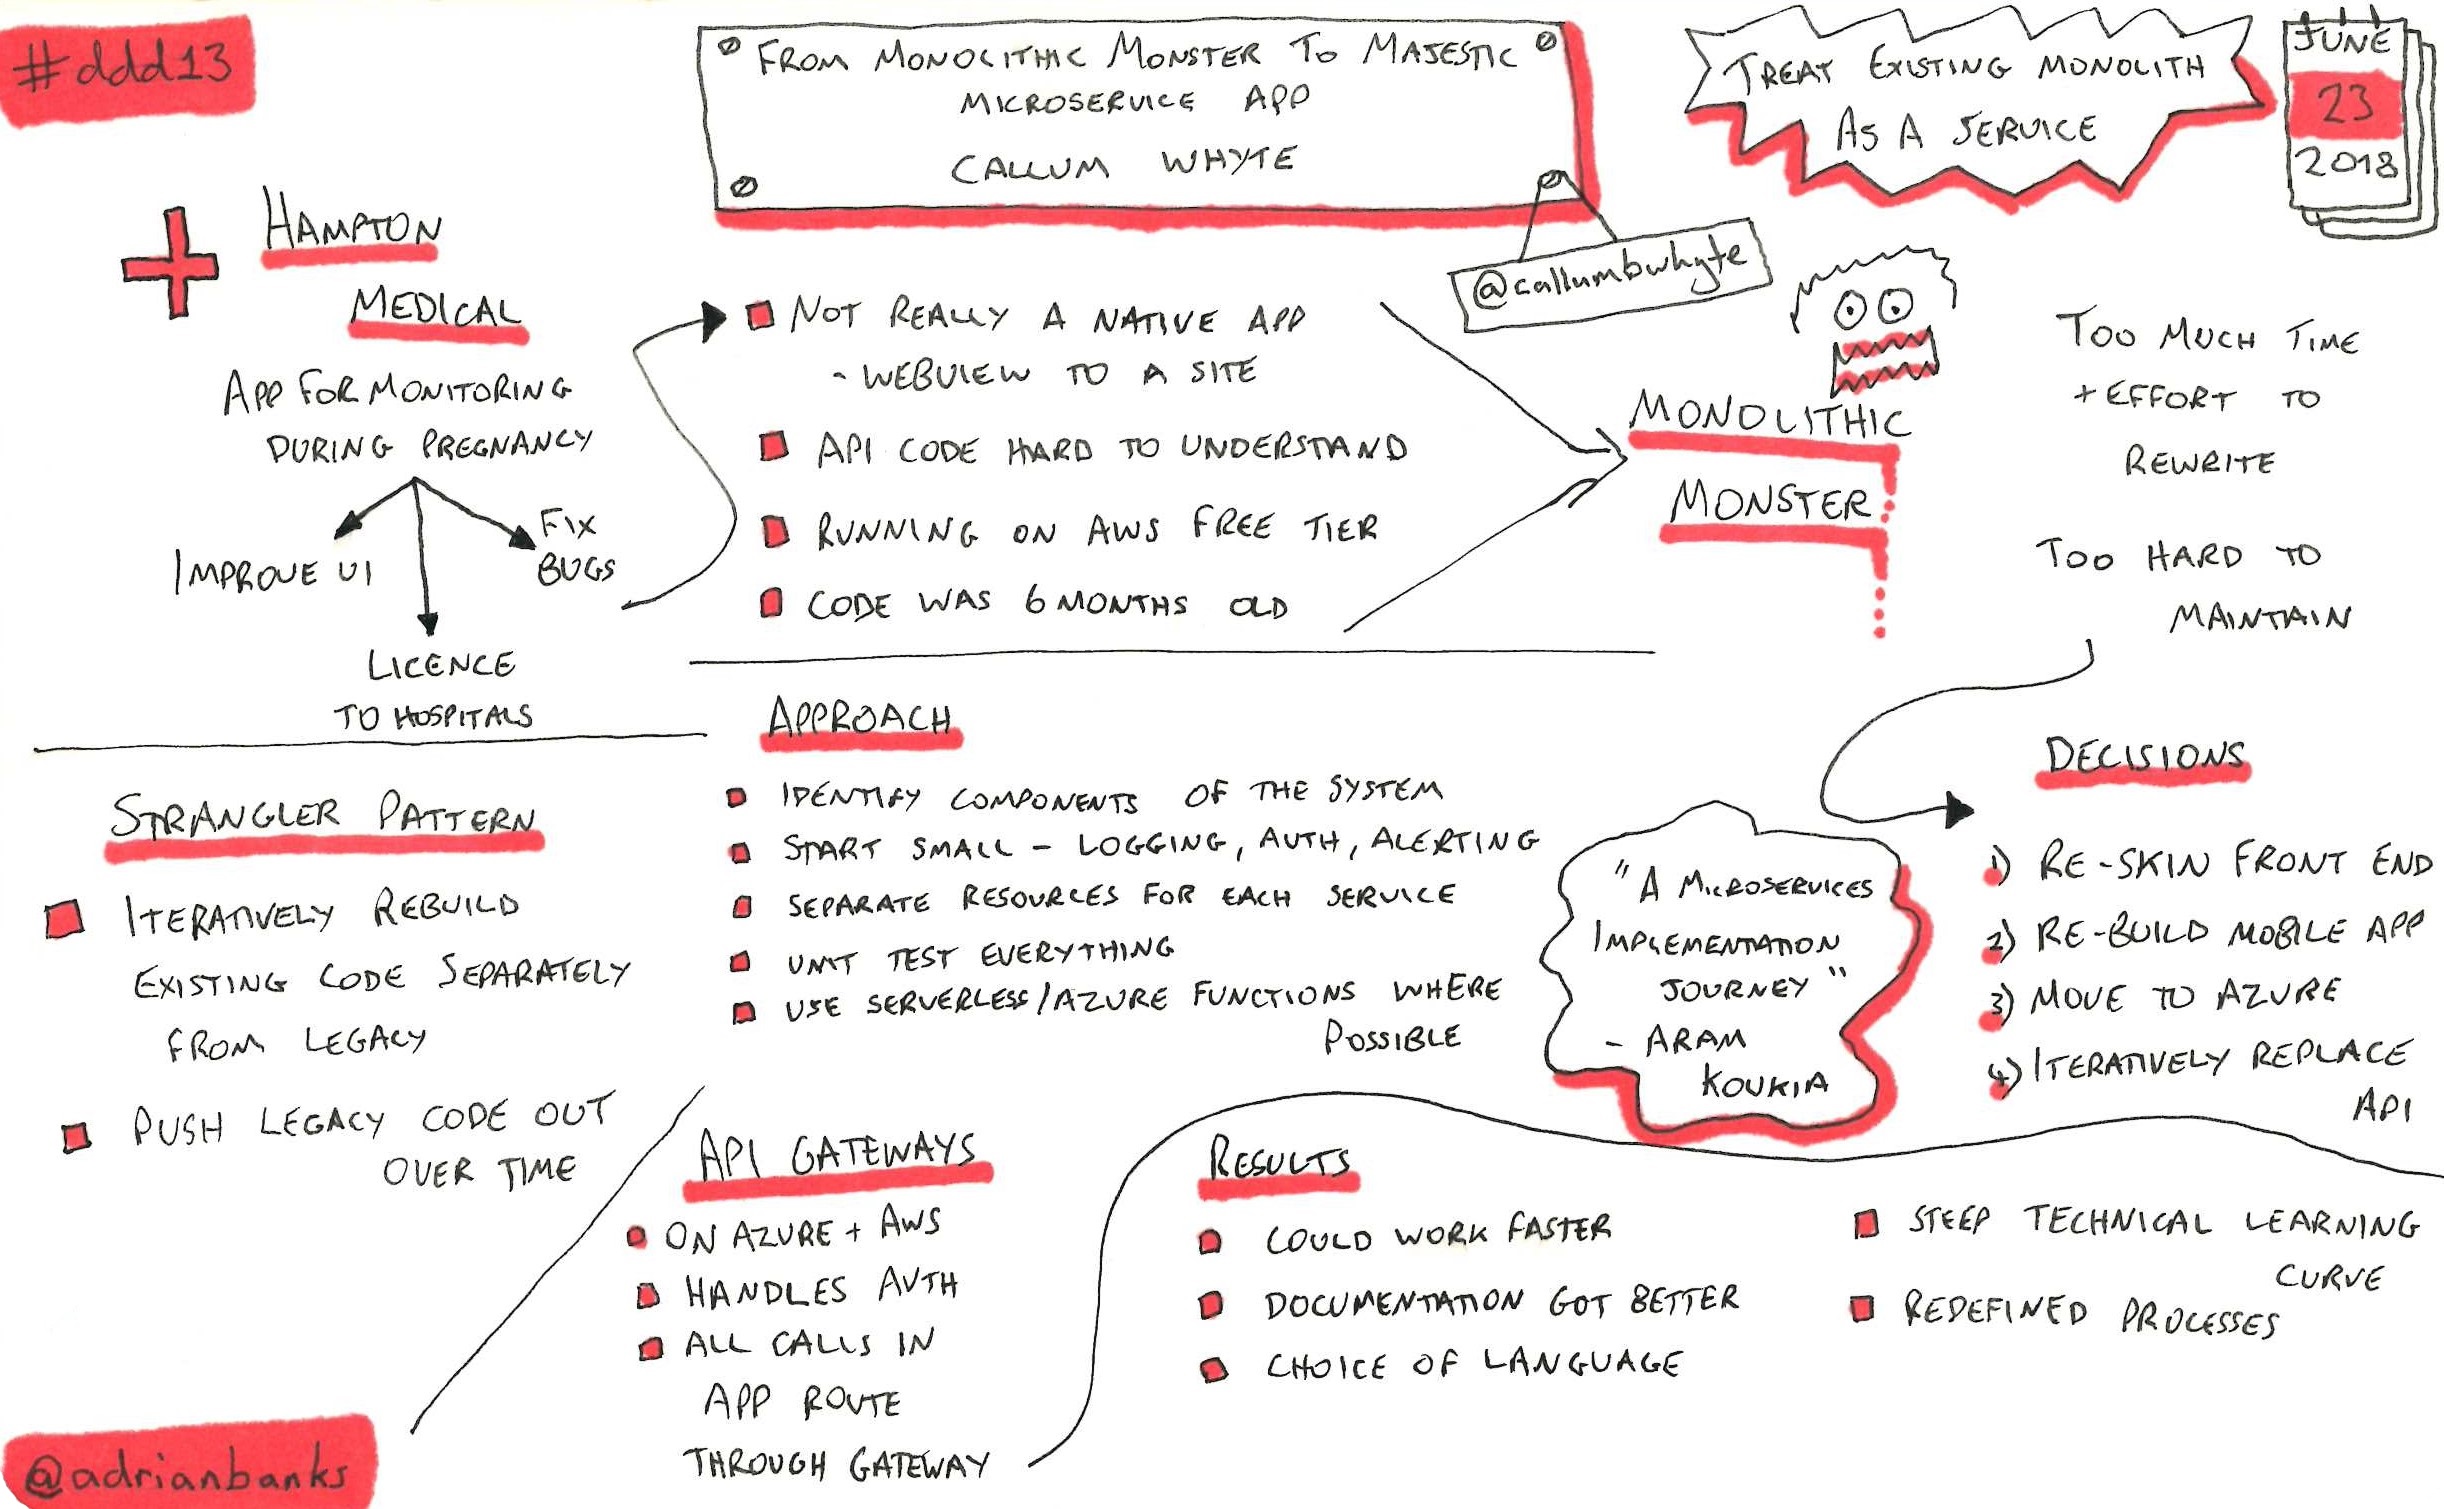 #ddd13
FROM MONOLITHIC MONSTER TO MAJESTIC
MICROSERVICE APP
CALLUM WHYTE
@callumbwhyte
TREAT EXISTING MONOLITH
AS A SERVICE
JUNE
23
2018
HAMPTON
MEDICAL
APP FOR MONITORING
DURING PREGNANCY
IMPROVE UI
FIX
BUGS
LICENCE
TO HOSPITALS
NOT REALLY A NATIVE APP
- WEBVIEW TO A SITE
API CODE HARD TO UNDERSTAND
RUNNING ON AWS FREE TIER
CODE WAS 6 MONTHS OLD
MONOLITHIC
MONSTER
TOO MUCH TIME
+ EFFORT TO
REWRITE
TOO HARD TO
MAINTAIN
DECISIONS
1) RE-SKIN FRONT END
2) RE-BUILD MOBILE APP
3) MOVE TO AZURE
4) ITERATIVELY REPLACE
API
STRANGLER PATTERN
ITERATIVELY REBUILD
EXISTING CODE SEPARATELY
FROM LEGACY
PUSH LEGACY CODE OUT
OVER TIME
APPROACH
IDENTIFY COMPONENTS OF THE SYSTEM
START SMALL - LOGGING, AUTH, ALERTING
SEPARATE RESOURCES FOR EACH SERVICE
UNIT TEST EVERYTHING
USE SERVERLESS/AZURE FUNCTIONS WHERE
POSSIBLE
"A MICROSERVICES
IMPLEMENTATION
JOURNEY"
- ARAM
KOUKIA
API GATEWAYS
ON AZURE + AWS
HANDLES AUTH
ALL CALLS IN
APP ROUTE
THROUGH GATEWAY
RESULTS
COULD WORK FASTER
DOCUMENTATION GOT BETTER
CHOICE OF LANGUAGE
STEEP TECHNICAL LEARNING
CURVE
REDEFINED PROCESSES
@adrianbanks